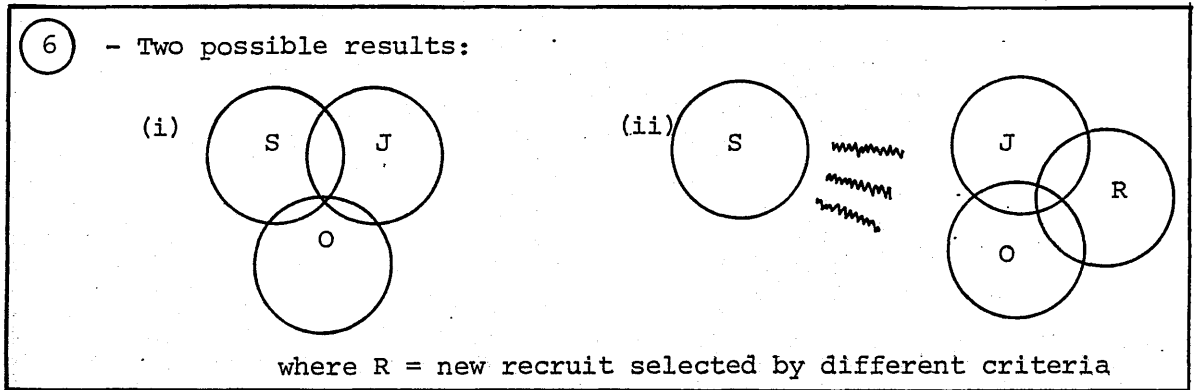 6 - Two possible results:
(i) S J (ii) S J R
O O
where R = new recruit selected by different criteria